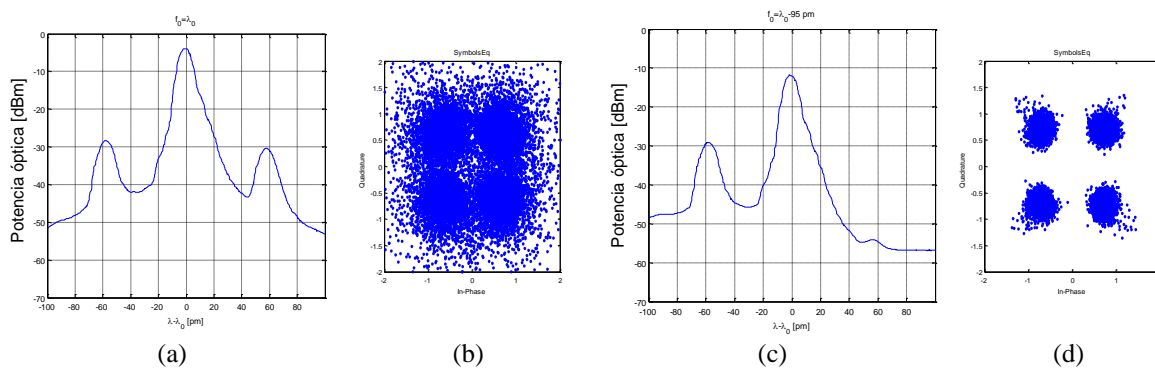 f₀=λ₀
0
-10
-20
-30
-40
-50
-60
-70
Potencia óptica [dBm]
-100 -80 -60 -40 -20 0 20 40 60 80
λ-λ₀ [pm]
(a)
SymbolsEq
2
1.5
1
0.5
0
-0.5
-1
-1.5
-2
Quadrature
-2 -1 0 1 2
In-Phase
(b)
f₀=λ₀-95 pm
0
-10
-20
-30
-40
-50
-60
-70
Potencia óptica [dBm]
-100 -80 -60 -40 -20 0 20 40 60 80
λ-λ₀ [pm]
(c)
SymbolsEq
2
1.5
1
0.5
0
-0.5
-1
-1.5
-2
Quadrature
-2 -1 0 1
In-Phase
(d)